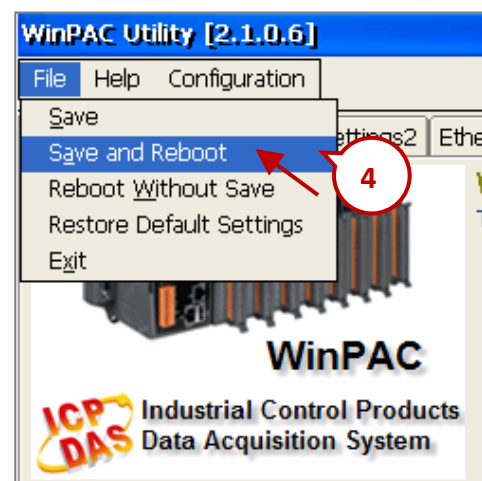 WinPAC Utility [2.1.0.6]
File Help Configuration
Save
Save and Reboot
Reboot Without Save
Restore Default Settings
Exit
ettings2 Ethe
4
WinPAC
ICP DAS
Industrial Control Products
Data Acquisition System